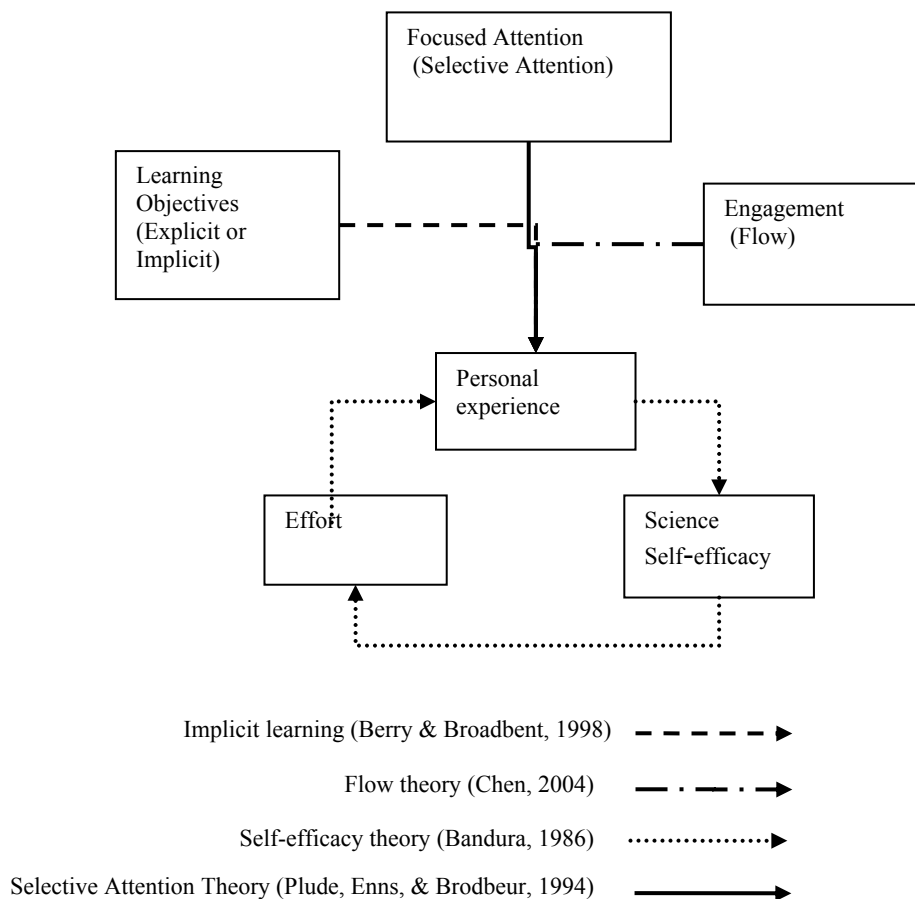 Focused Attention
(Selective Attention)
Learning
Objectives
(Explicit or
Implicit)
Engagement
(Flow)
Personal
experience
Effort
Science
Self-efficacy
Implicit learning (Berry & Broadbent, 1998)
Flow theory (Chen, 2004)
Self-efficacy theory (Bandura, 1986)
Selective Attention Theory (Plude, Enns, & Brodbeur, 1994)